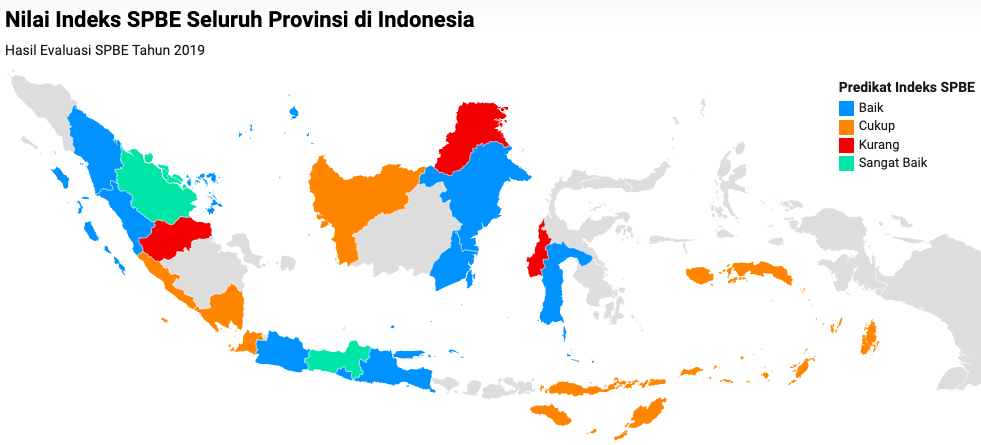 Nilai Indeks SPBE Seluruh Provinsi di Indonesia
Hasil Evaluasi SPBE Tahun 2019
Predikat Indeks SPBE
Baik
Cukup
Kurang
Sangat Baik